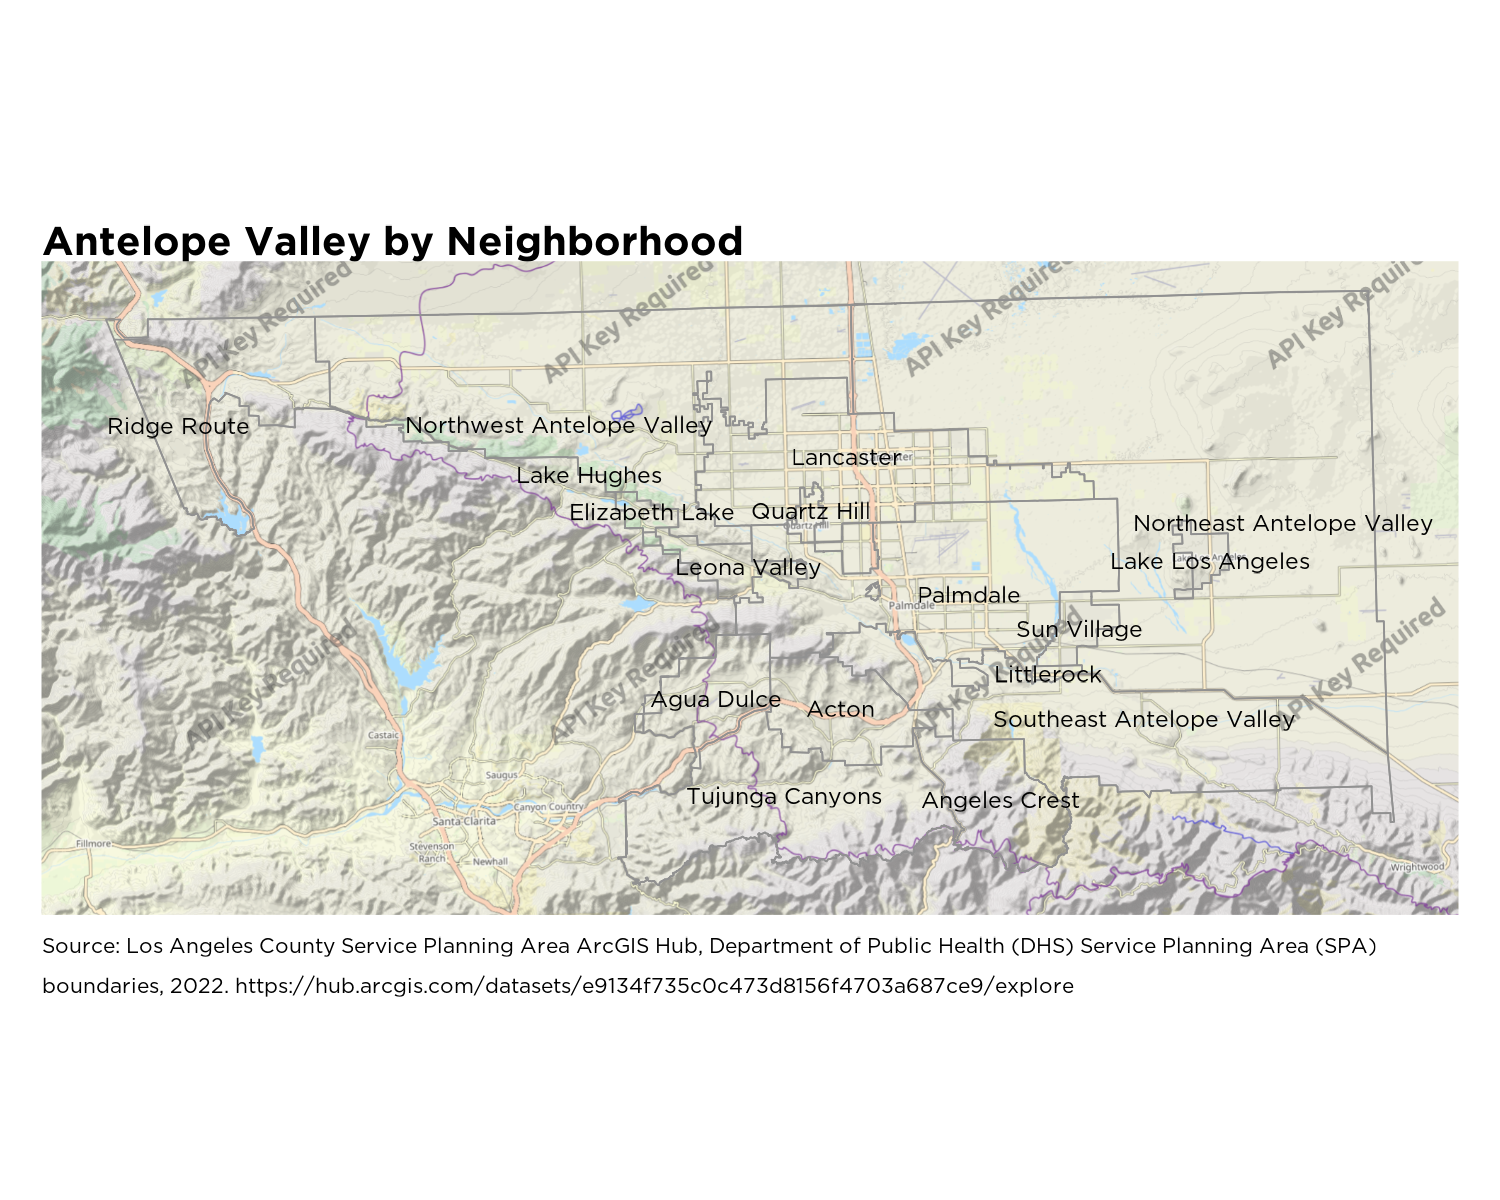 Antelope Valley by Neighborhood
API Key Required
API Key Required
API Key Required
API Key Required
Ridge Route
Northwest Antelope Valley
Lancaster
Lake Hughes
Elizabeth Lake
Quartz Hill
Quartz Hill
Northeast Antelope Valley
Lake Los Angeles
Leona Valley
Palmdale
Palmdale
Sun Village
API Key Required
API Key Required
API Key Required
API Key Required
Littlerock
Agua Dulce
Acton
Southeast Antelope Valley
Castaic
Saugus
Tujunga Canyons
Angeles Crest
Canyon Country
Santa Clarita
Fillmore
Stevenson
Ranch
Newhall
Wrightwood
Source: Los Angeles County Service Planning Area ArcGIS Hub, Department of Public Health (DHS) Service Planning Area (SPA)
boundaries, 2022. https://hub.arcgis.com/datasets/e9134f735c0c473d8156f4703a687ce9/explore